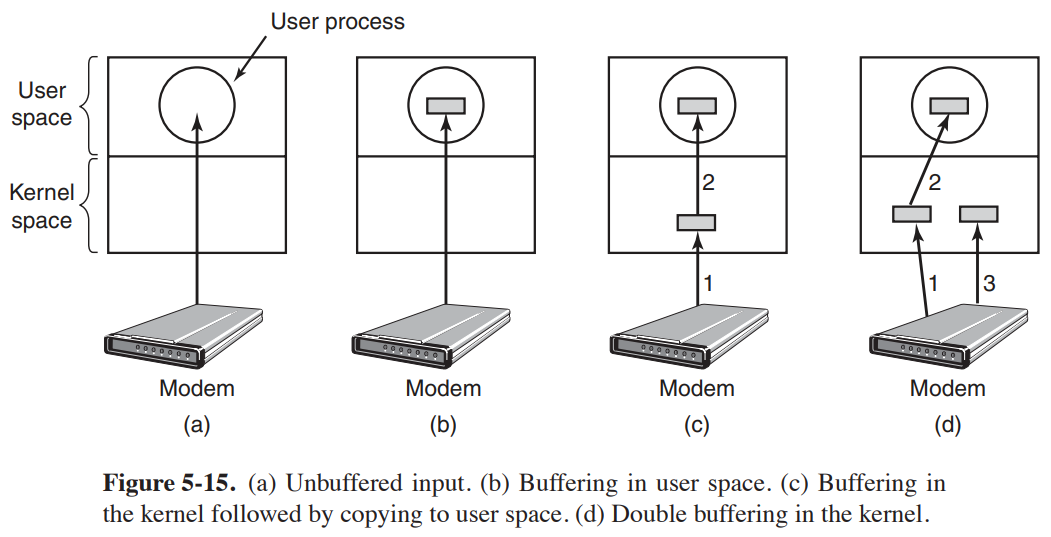 User process
User
space
Kernel
space
2
1
2
1
3
Modem
Modem
Modem
Modem
(a)
(b)
(c)
(d)
Figure 5-15. (a) Unbuffered input. (b) Buffering in user space. (c) Buffering in
the kernel followed by copying to user space. (d) Double buffering in the kernel.